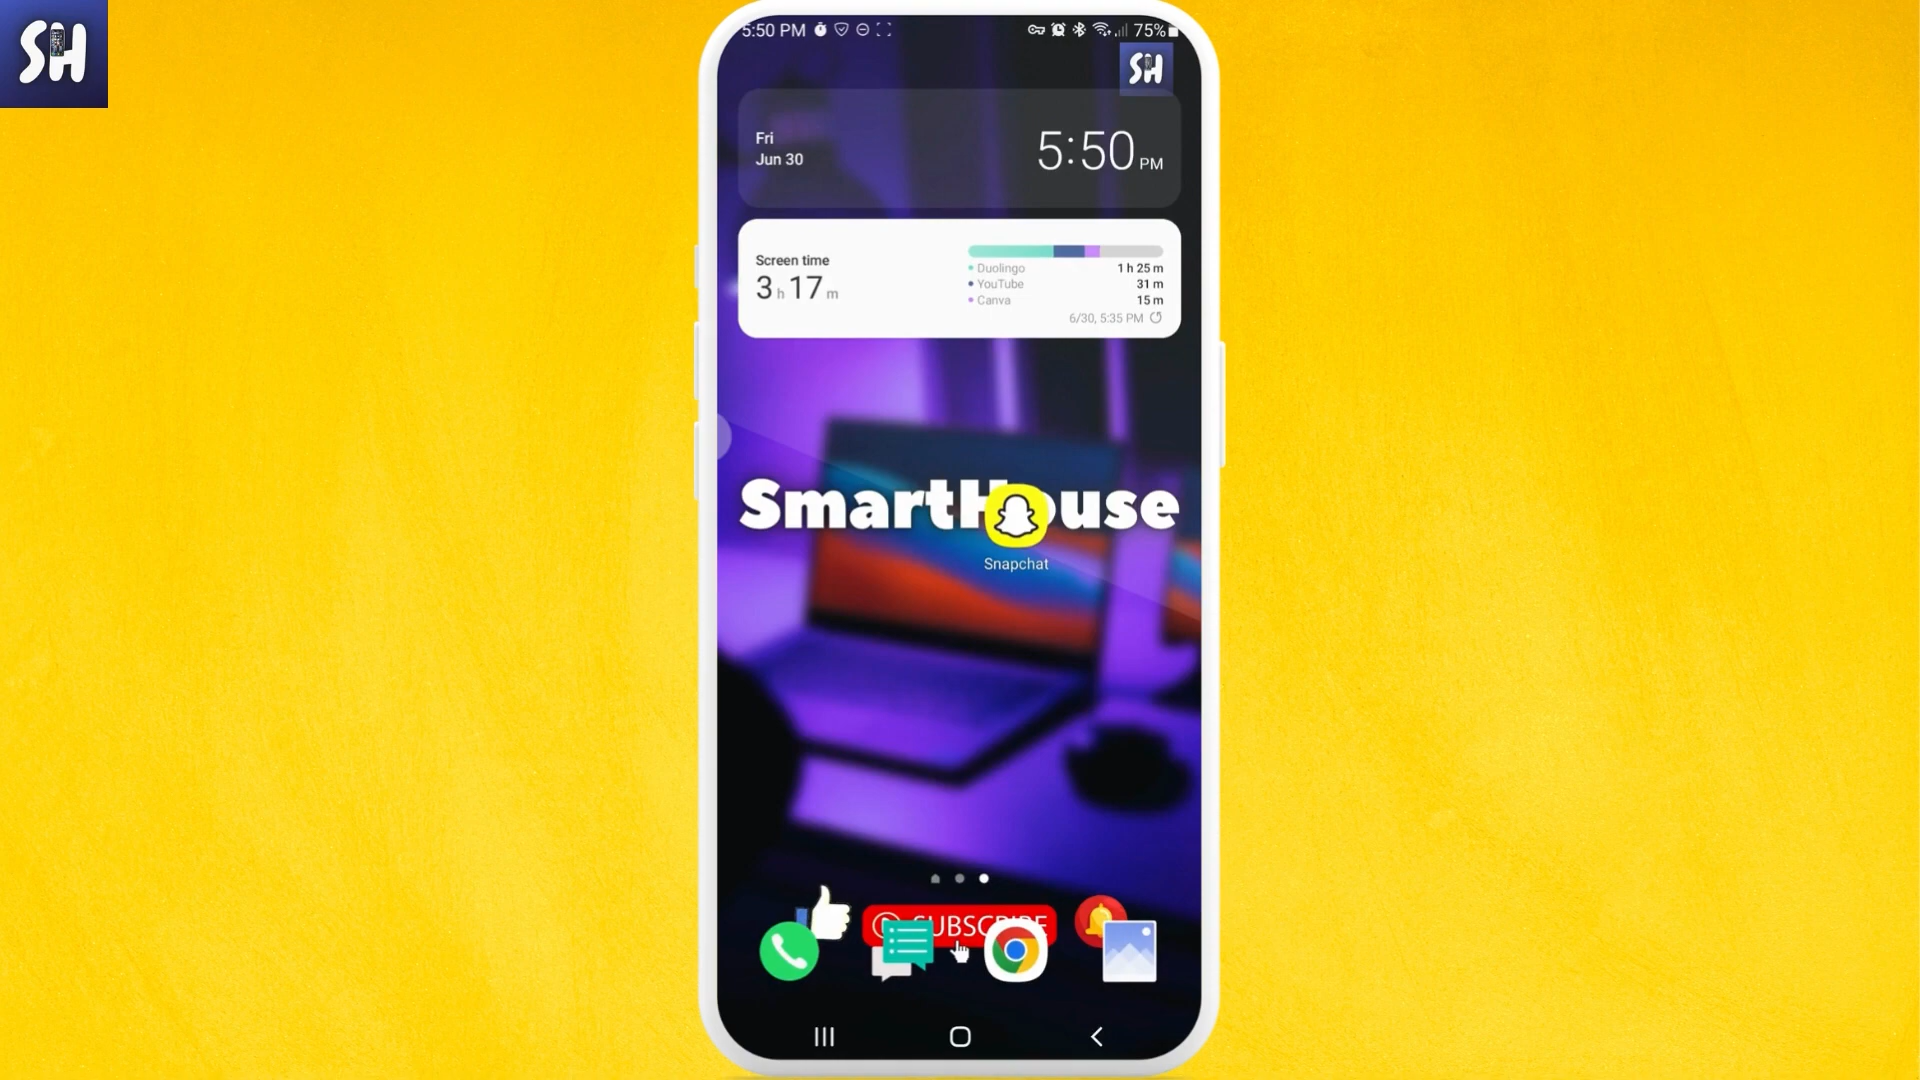 SH
5:50 PM
75%
SH
Fri
Jun 30
5:50 PM
Screen time
3 h 17 m
Duolingo 1 h 25 m
YouTube 31 m
Canva 15 m
6/30, 5:35 PM
SmartHouse
Snapchat
SUBSCRIBE